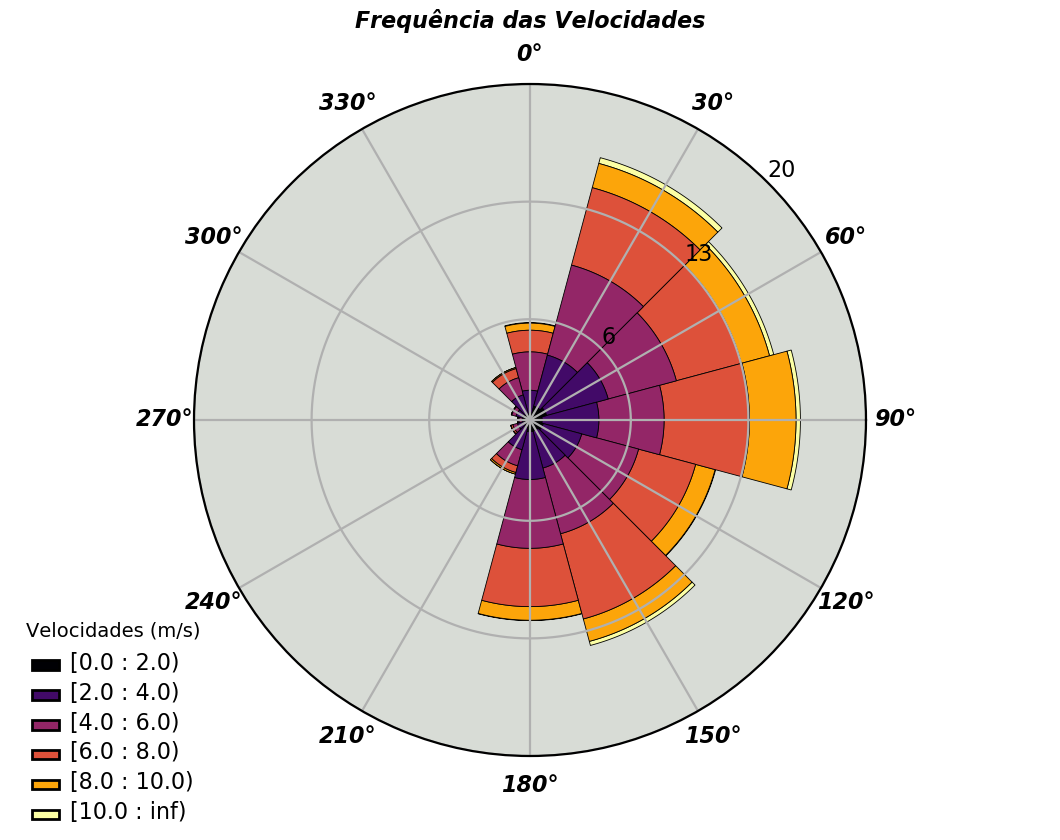 Frequência das Velocidades
0°
330°
30°
20
300°
60°
13
6
270°
90°
240°
120°
210°
150°
180°
Velocidades (m/s)
[0.0 : 2.0)
[2.0 : 4.0)
[4.0 : 6.0)
[6.0 : 8.0)
[8.0 : 10.0)
[10.0 : inf)